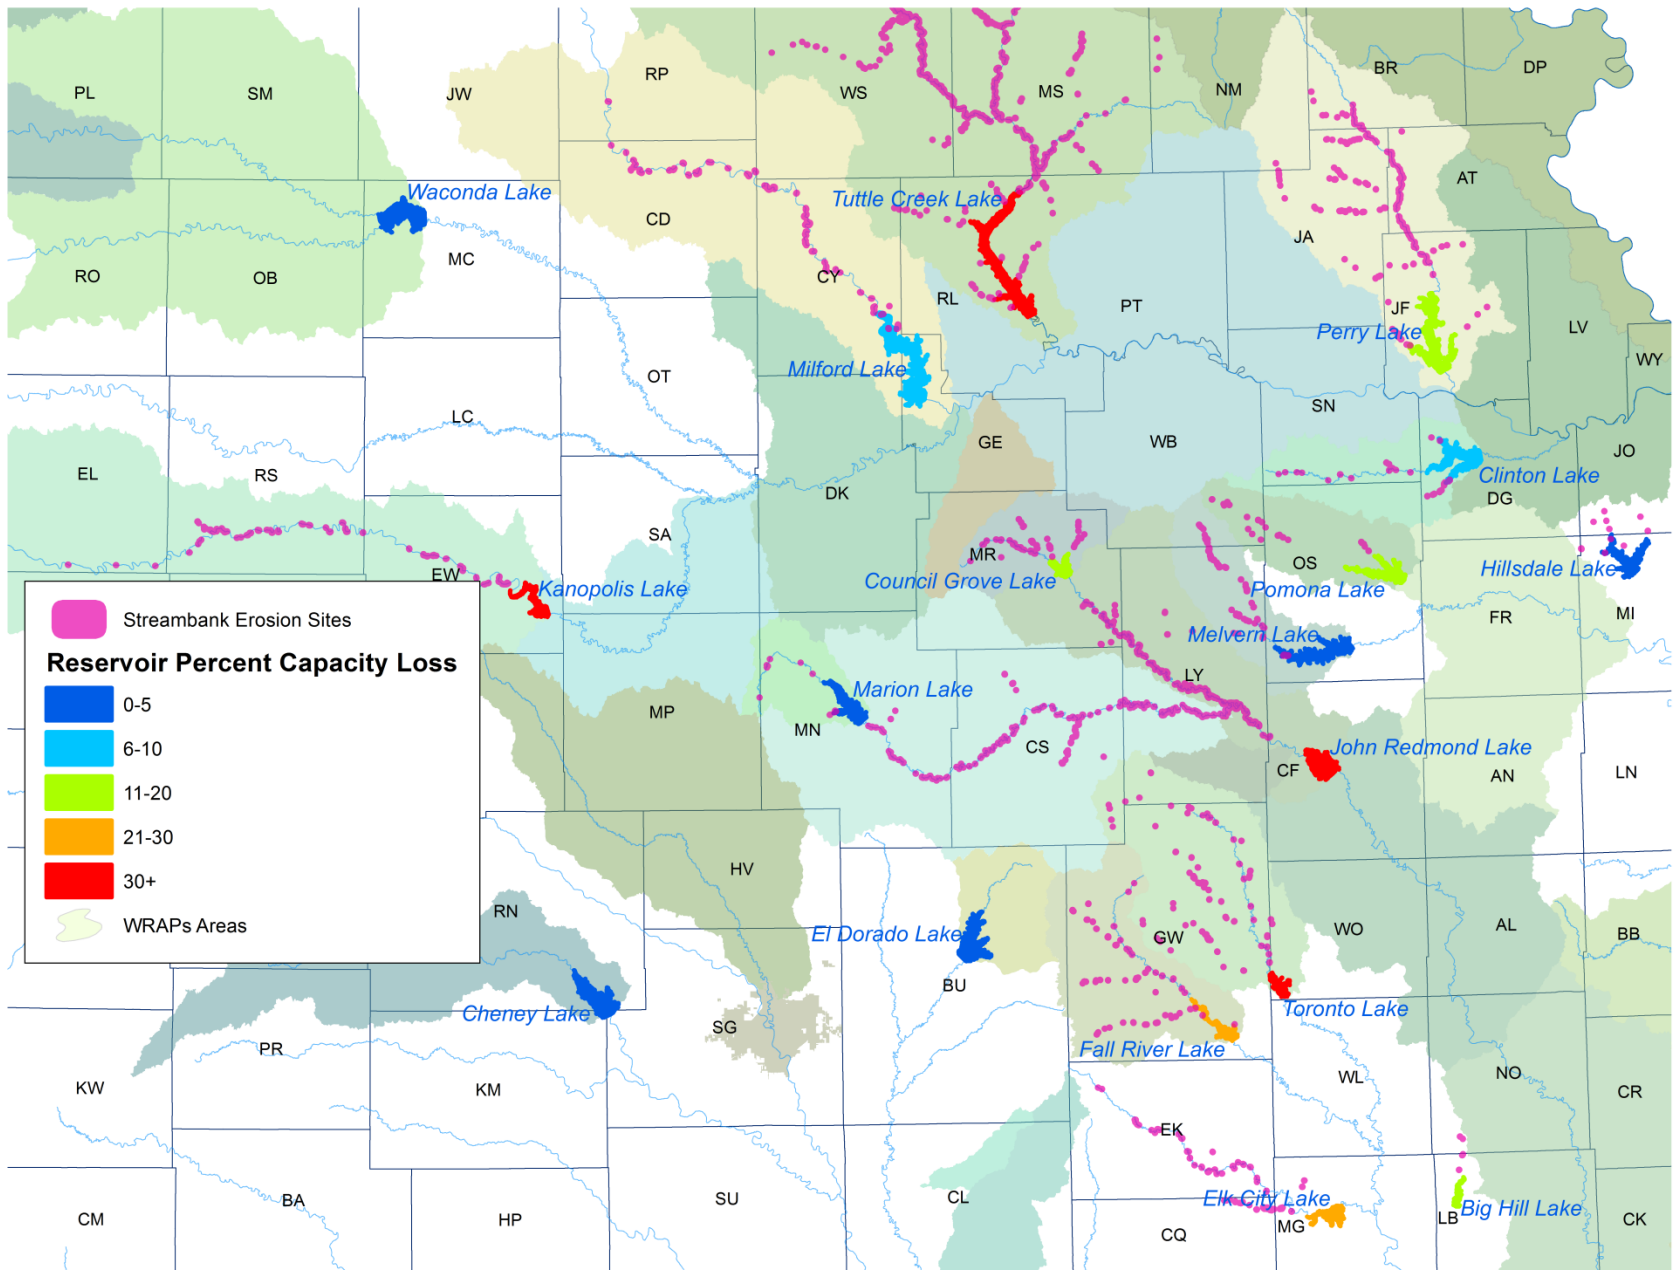 BR
DP
RP
PL
SM
JW
WS
MS
NM
AT
Waconda Lake
Tuttle Creek Lake
CD
JA
MC
RO
OB
CY
RL
PT
JF
LV
Perry Lake
WY
Milford Lake
OT
SN
LC
GE
WB
JO
EL
RS
Clinton Lake
DK
DG
SA
MR
OS
EW
Council Grove Lake
Hillsdale Lake
Kanopolis Lake
Pomona Lake
FR
MI
Streambank Erosion Sites
Melvern Lake
Reservoir Percent Capacity Loss
LY
Marion Lake
0-5
MP
MN
6-10
CS
John Redmond Lake
CF
AN
LN
11-20
21-30
HV
30+
RN
WRAPs Areas
El Dorado Lake
GW
WO
AL
BB
BU
Cheney Lake
SG
Toronto Lake
PR
Fall River Lake
KW
KM
WL
NO
CR
EK
BA
SU
CL
Elk City Lake
Big Hill Lake
CM
HP
CQ
MG
LB
CK